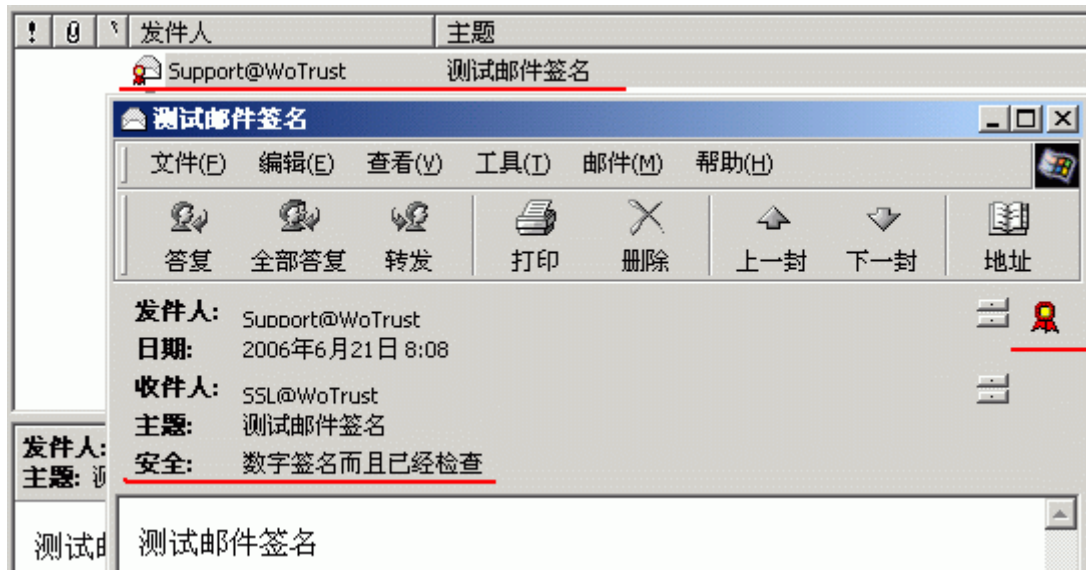 发件人 主题
Support@WoTrust 测试邮件签名
测试邮件签名
文件(F) 编辑(E) 查看(V) 工具(T) 邮件(M) 帮助(H)
答复 全部答复 转发 打印 删除 上一封 下一封 地址
发件人: Support@WoTrust
日期: 2006年6月21日 8:08
收件人: SSL@WoTrust
主题: 测试邮件签名
安全: 数字签名而且已经检查
发件人:
主题: 测
测试邮件签名
测试邮